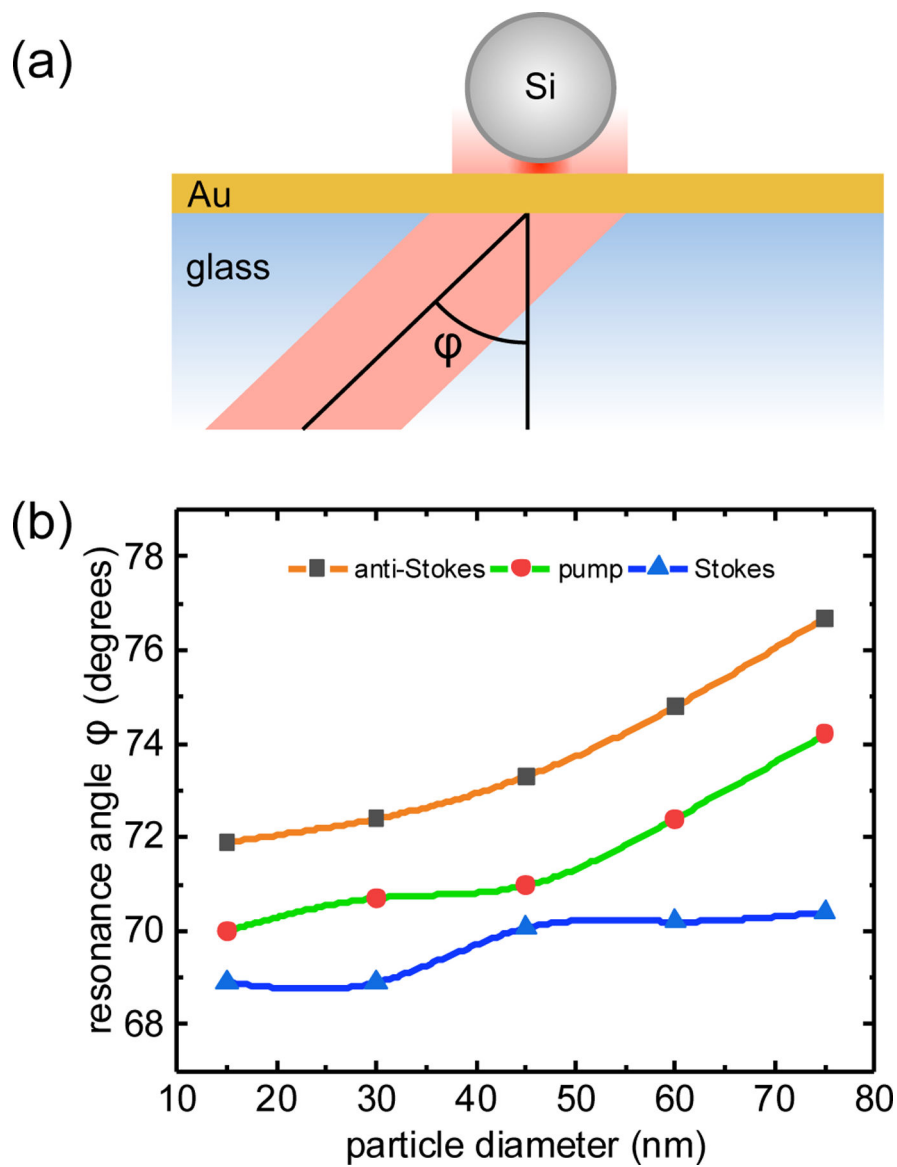 (a)
Si
Au
glass
φ
(b)
anti-Stokes pump Stokes
78
76
74
72
70
68
resonance angle φ (degrees)
10 20 30 40 50 60 70 80
particle diameter (nm)